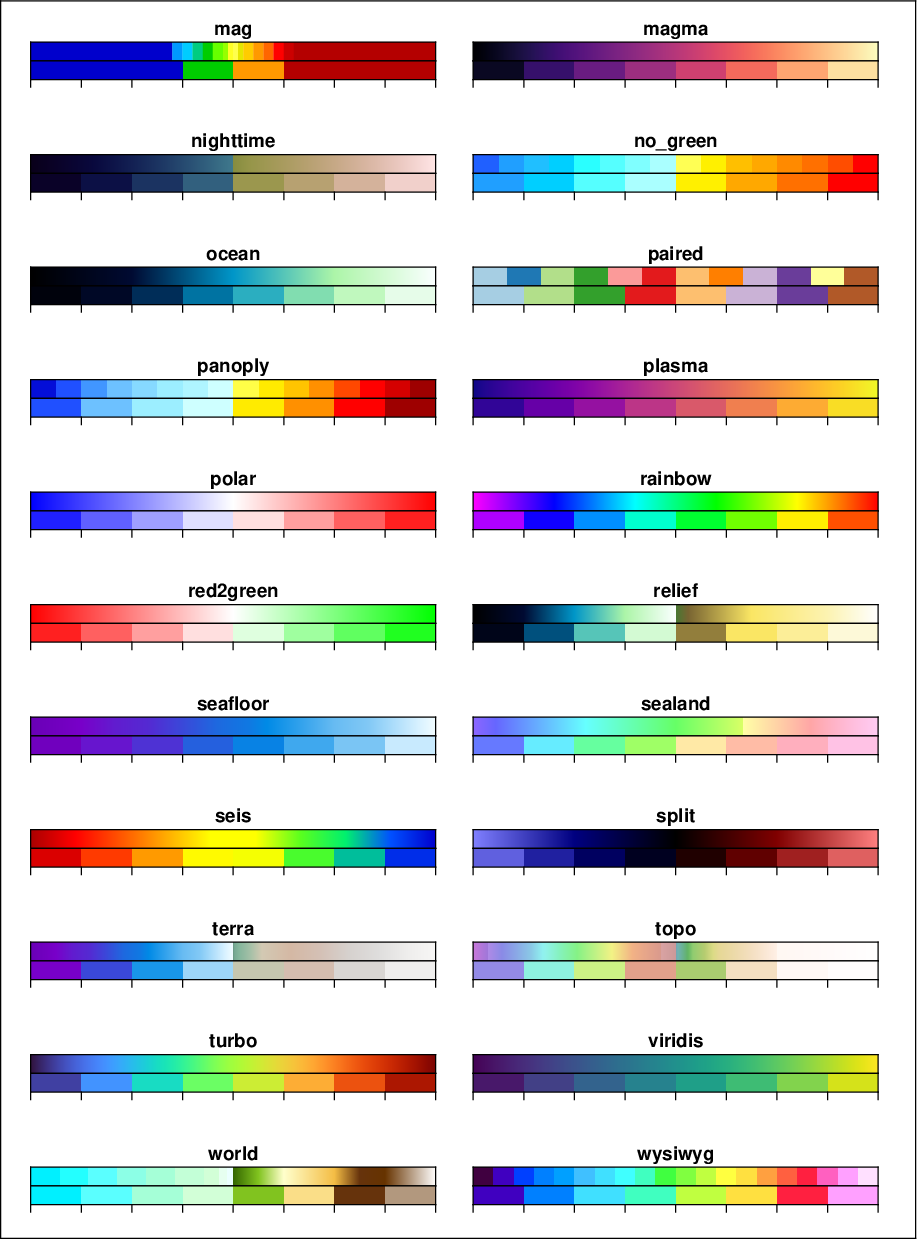 mag
magma
nighttime
no_green
ocean
paired
panoply
plasma
polar
rainbow
red2green
relief
seafloor
sealand
seis
split
terra
topo
turbo
viridis
world
wysiwyg